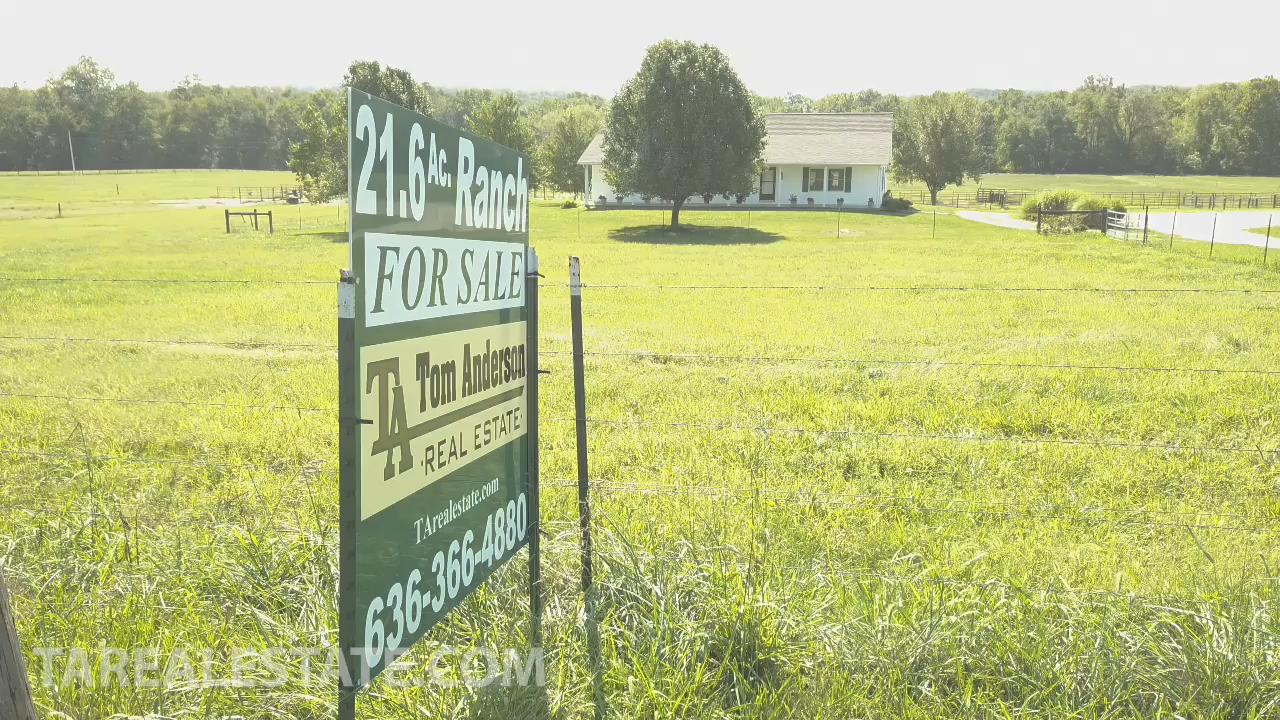 21.6 Ac. Ranch
FOR SALE
TA Tom Anderson
·REAL ESTATE·
TArealestate.com
636-366-4880
TAREALESTATE.COM